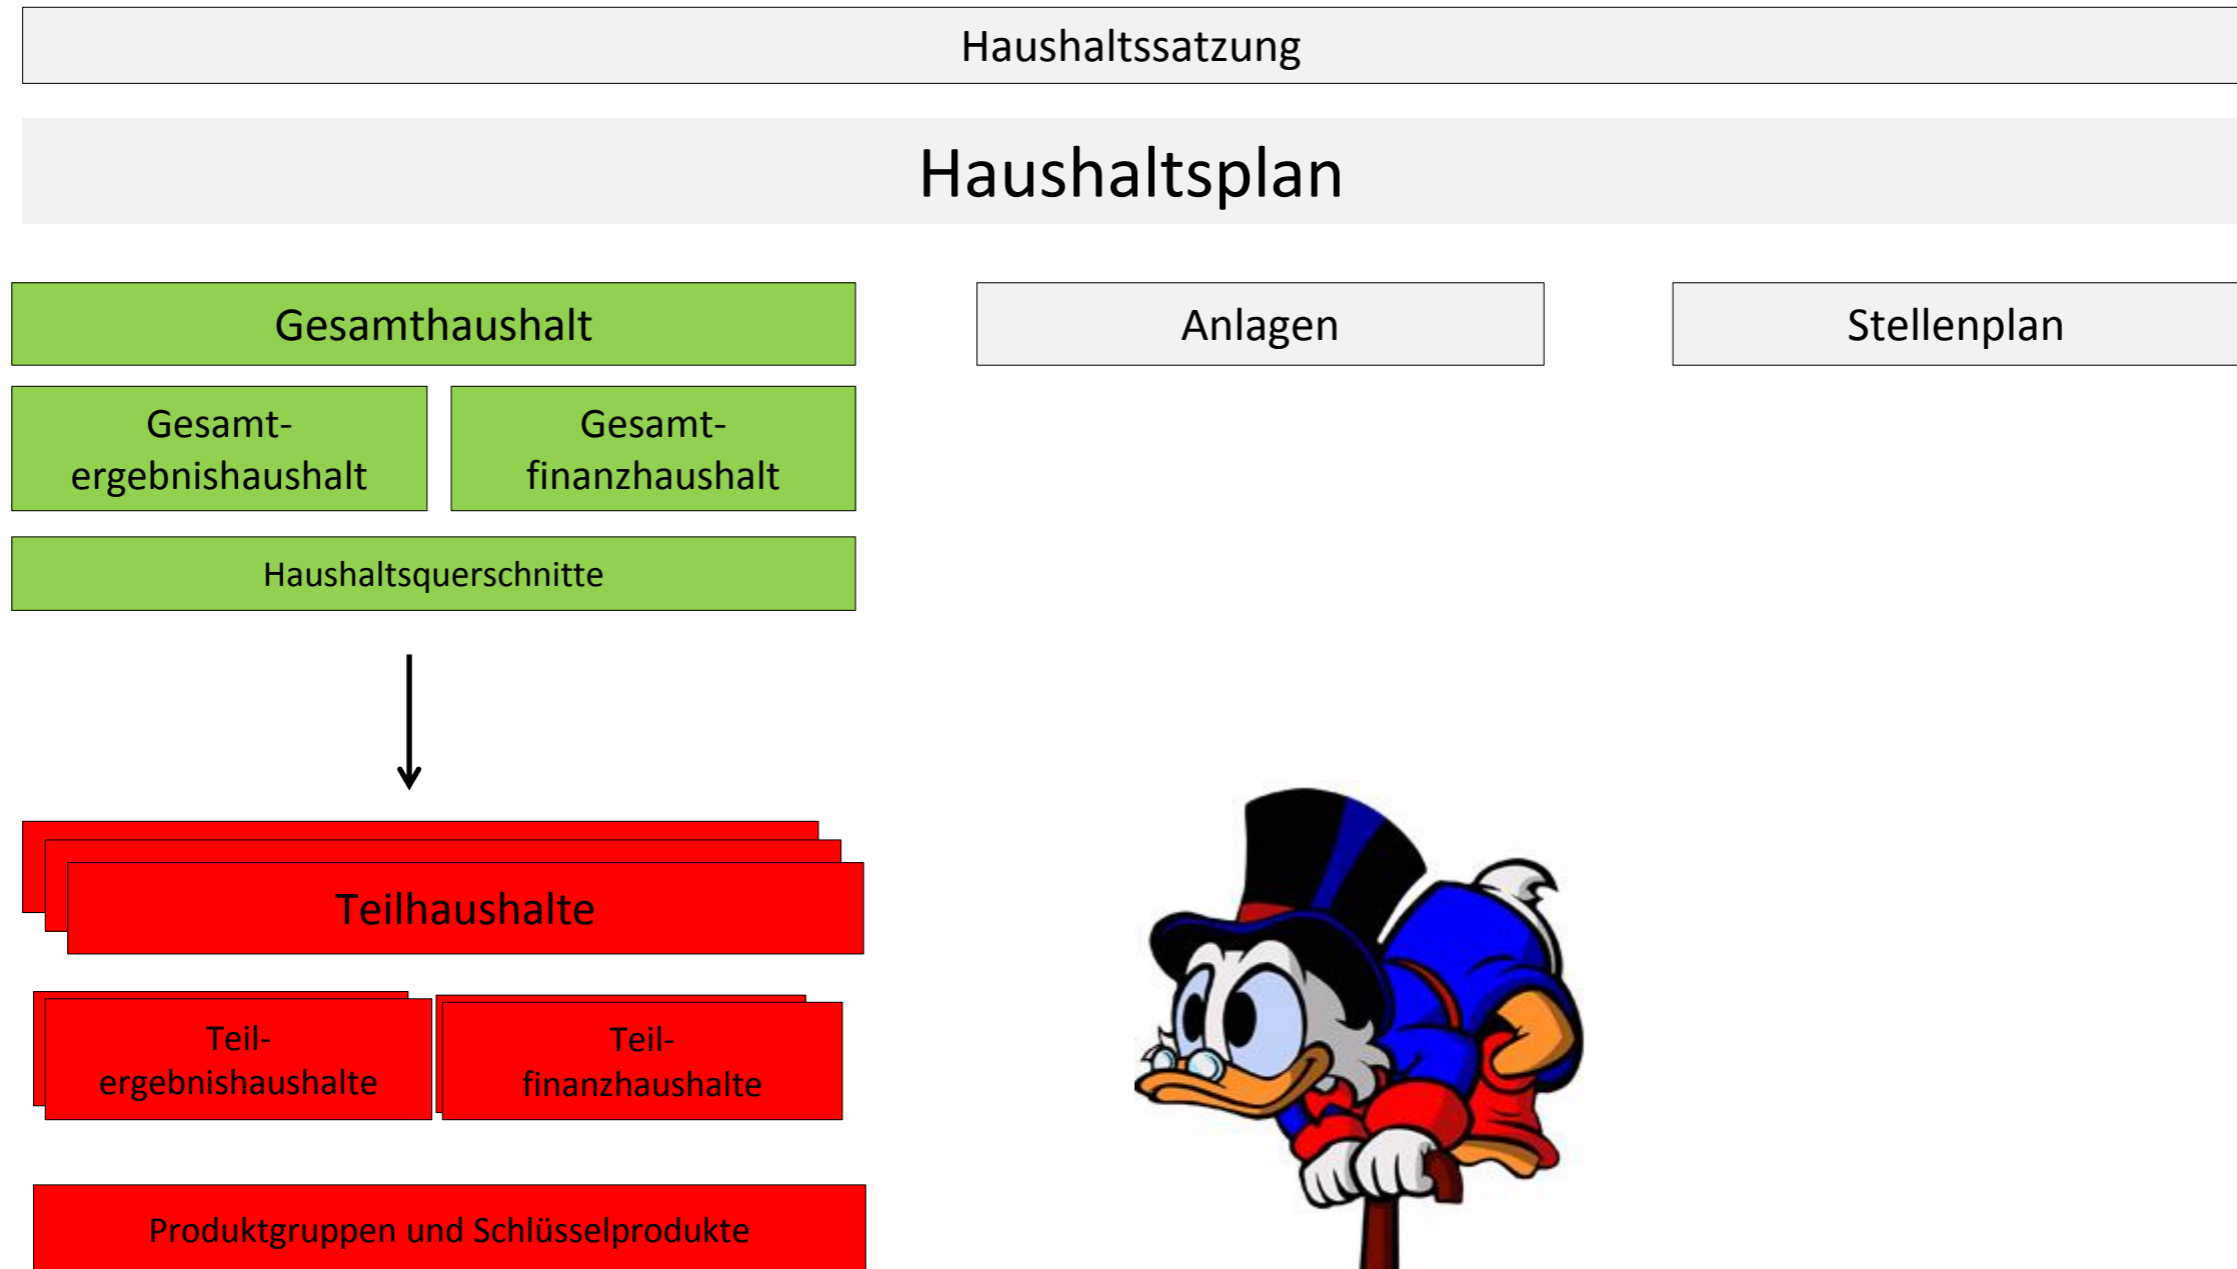 Haushaltssatzung
Haushaltsplan
Gesamthaushalt
Anlagen
Stellenplan
Gesamt-
ergebnishaushalt
Gesamt-
finanzhaushalt
Haushaltsquerschnitte
Teilhaushalte
Teil-
ergebnishaushalte
Teil-
finanzhaushalte
Produktgruppen und Schlüsselprodukte